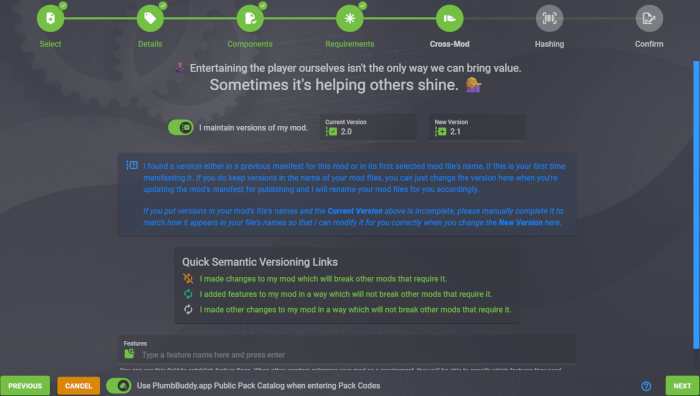 Select
Details
Components
Requirements
Cross-Mod
Hashing
Confirm
Entertaining the player ourselves isn't the only way we can bring value.
Sometimes it's helping others shine.
I maintain versions of my mod.
Current Version
2.0
New Version
2.1
I found a version either in a previous manifest for this mod or in its first selected mod file's name, if this is your first time
manifesting it. If you do keep versions in the name of your mod files, you can just change the version here when you're
updating the mod's manifest for publishing and I will rename your mod files for you accordingly.
If you put versions in your mod's file's names and the Current Version above is incomplete, please manually complete it to
match how it appears in your file's names so that I can modify it for you correctly when you change the New Version here.
Quick Semantic Versioning Links
I made changes to my mod which will break other mods that require it.
I added features to my mod in a way which will not break other mods that require it.
I made other changes to my mod in a way which will not break other mods that require it.
Features
Type a feature name here and press enter
PREVIOUS
CANCEL
Use PlumbBuddy.app Public Pack Catalog when entering Pack Codes
NEXT